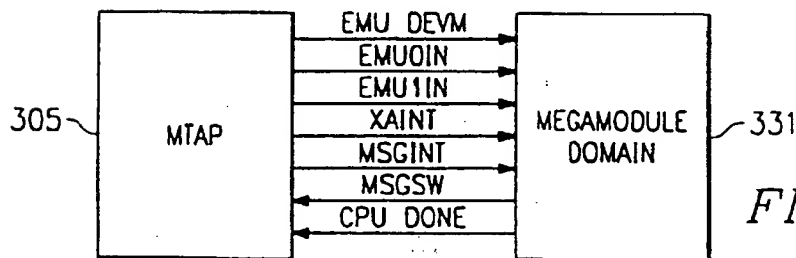 EMU DEVM
EMU0IN
EMU1IN
XAINT
MSGINT
MSGSW
CPU DONE
305
MTAP
MEGAMODULE
DOMAIN
331